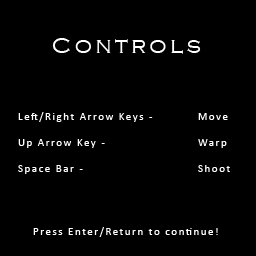 Controls
Left/Right Arrow Keys - Move
Up Arrow Key - Warp
Space Bar - Shoot
Press Enter/Return to continue!